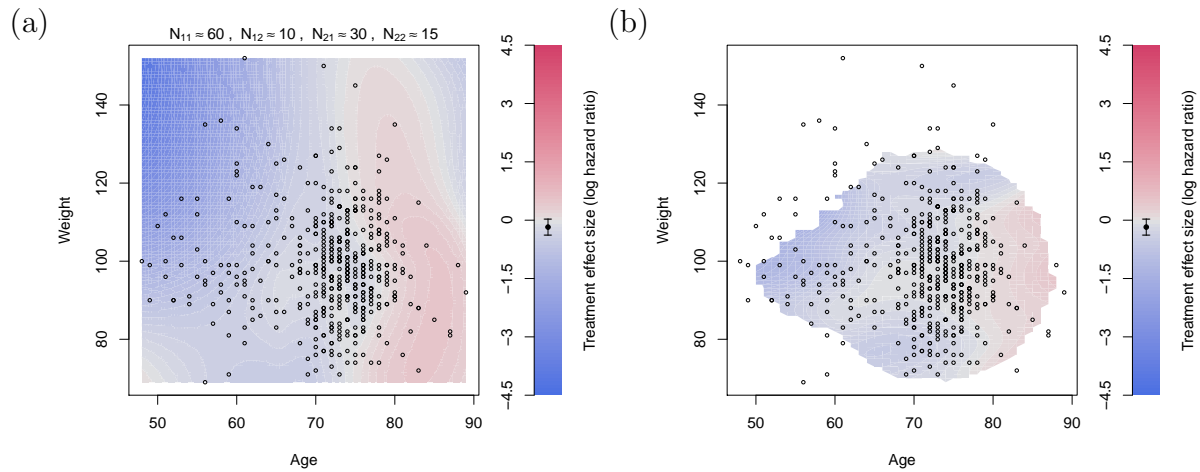 (a)
N11 ≈ 60 , N12 ≈ 10 , N21 ≈ 30 , N22 ≈ 15
Weight
140
120
100
80
50 60 70 80 90
Age
4.5
3
1.5
0
−1.5
−3
−4.5
Treatment effect size (log hazard ratio)
(b)
Weight
140
120
100
80
50 60 70 80 90
Age
4.5
3
1.5
0
−1.5
−3
−4.5
Treatment effect size (log hazard ratio)